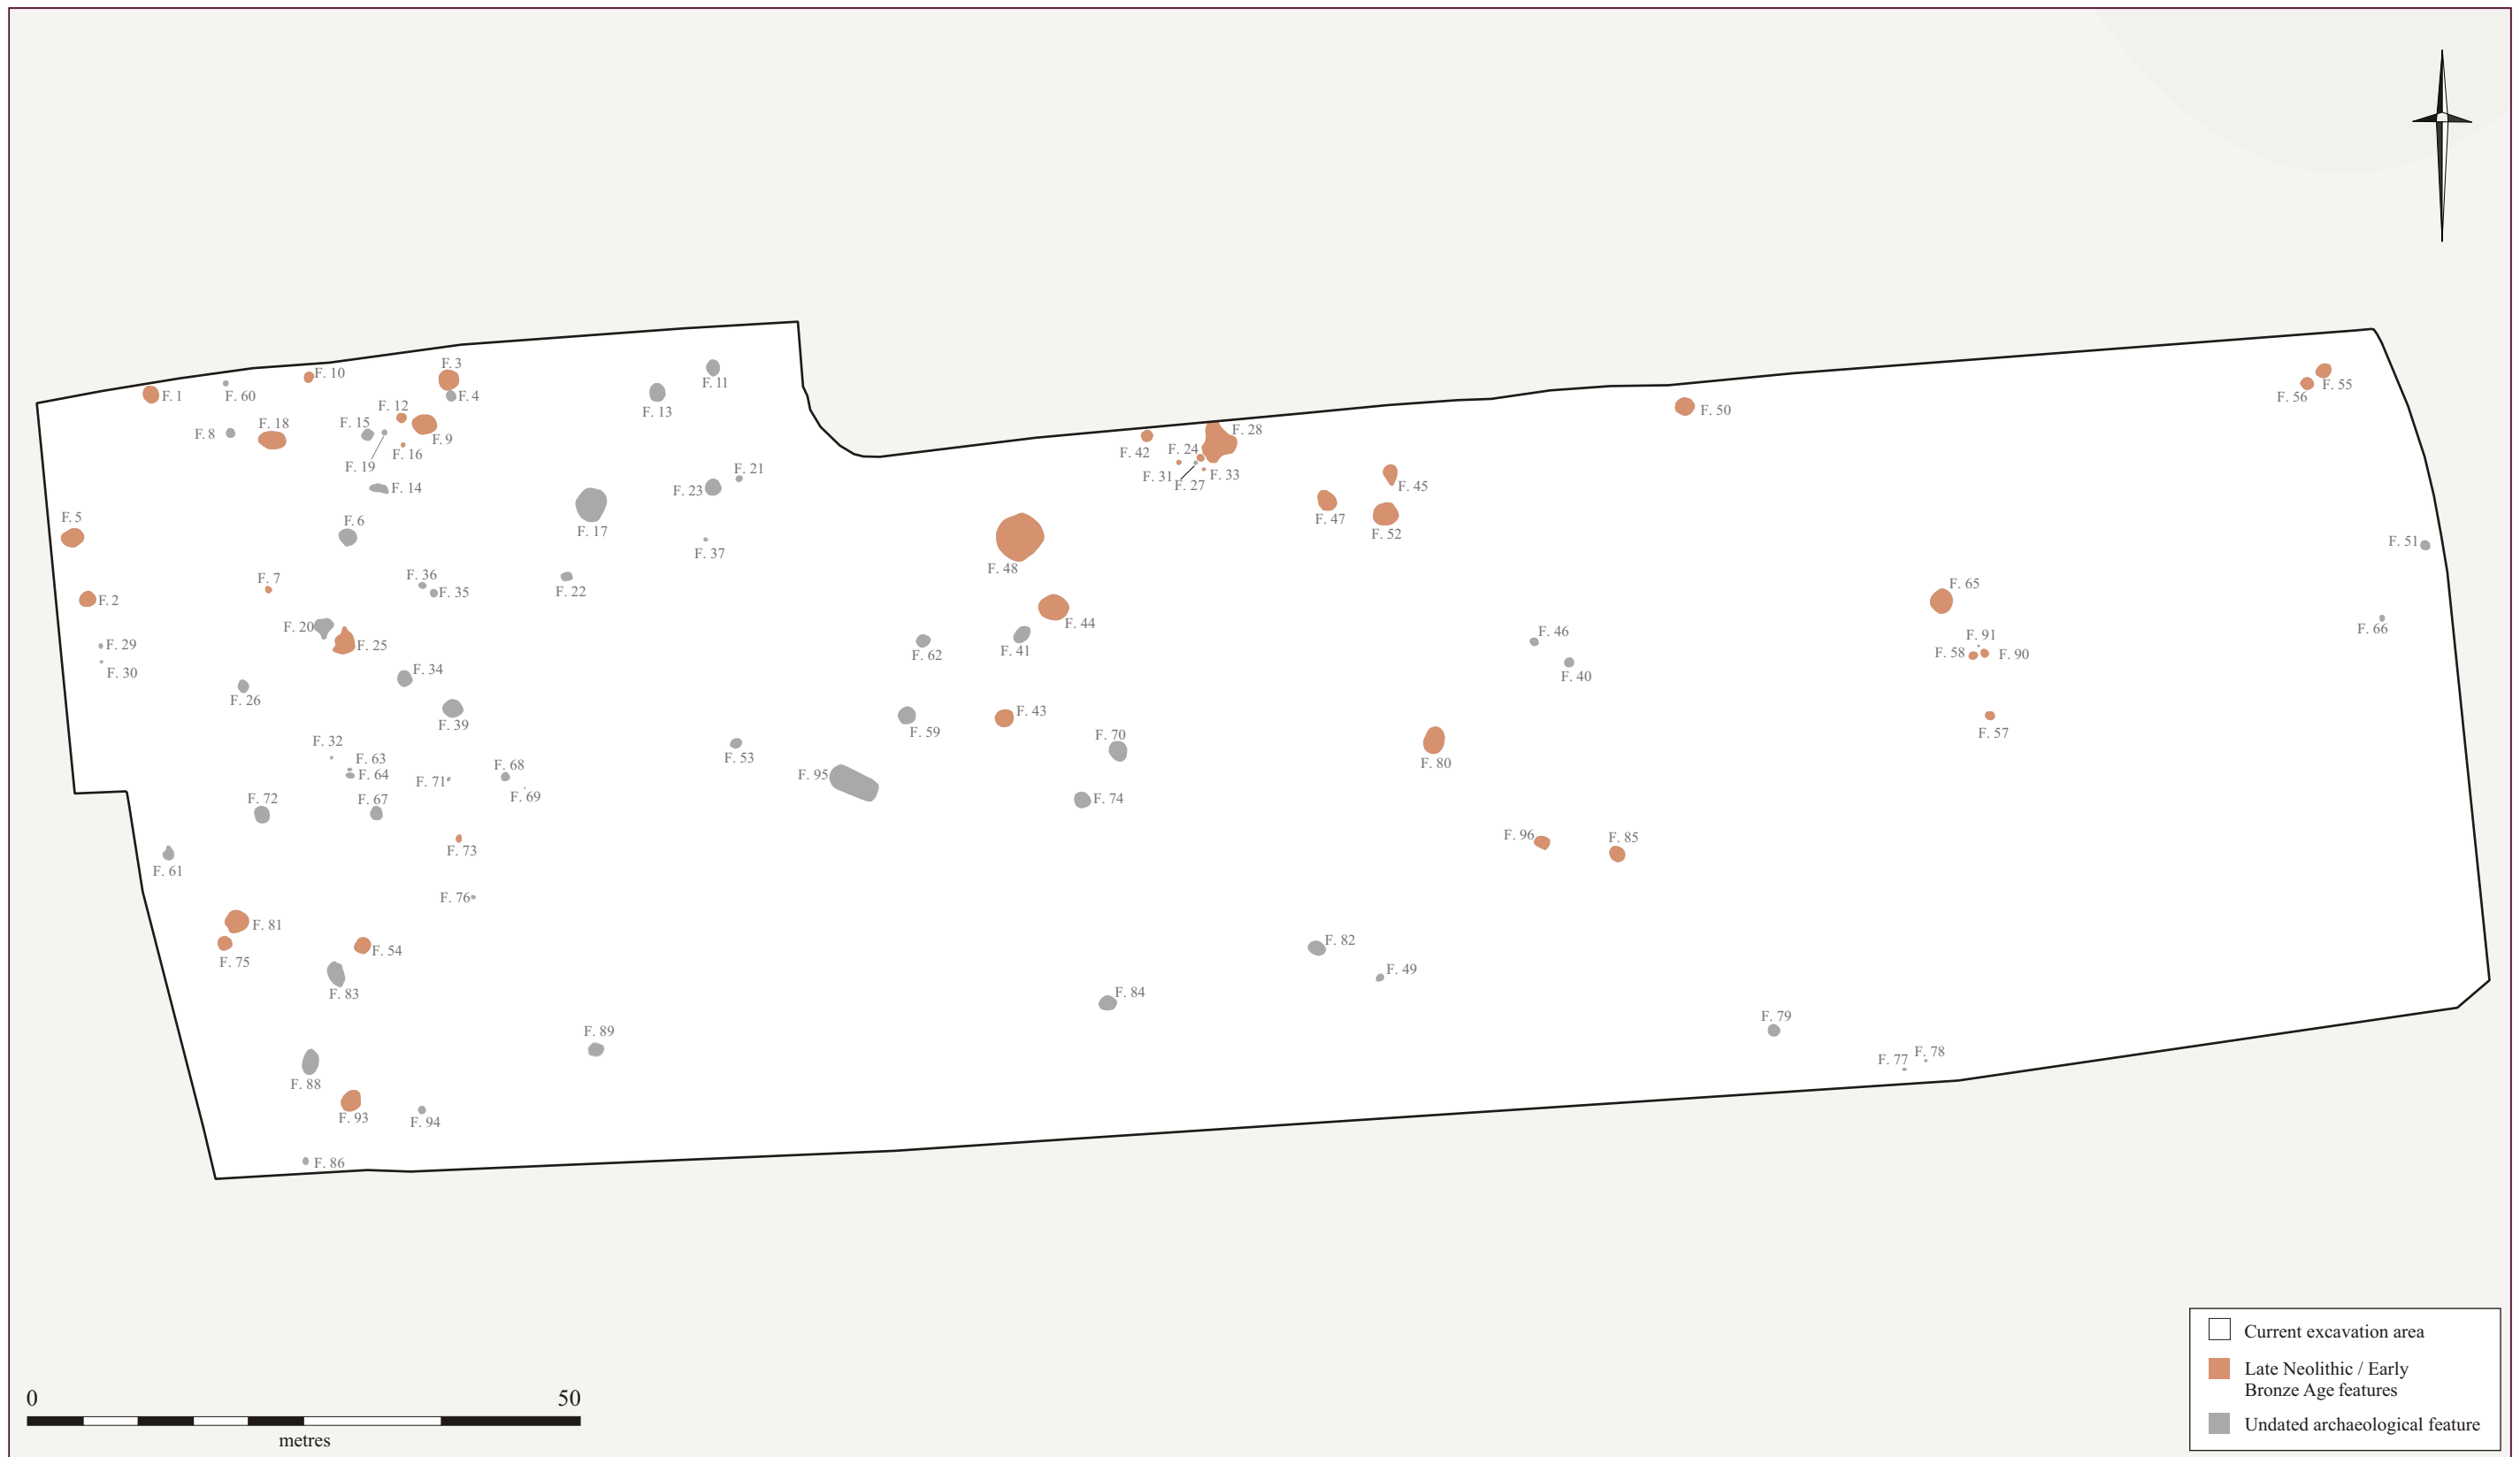 F. 3
F. 10
F. 11
F. 55
F. 1
F. 60
F. 4
F. 56
F. 13
F. 12
F. 50
F. 18
F. 15
F. 28
F. 8
F. 9
F. 24
F. 42
F. 16
F. 19
F. 21
F. 31
F. 33
F. 27
F. 45
F. 14
F. 23
F. 5
F. 6
F. 17
F. 47
F. 52
F. 51
F. 37
F. 48
F. 7
F. 36
F. 35
F. 22
F. 65
F. 2
F. 44
F. 20
F. 66
F. 46
F. 91
F. 29
F. 25
F. 62
F. 41
F. 58
F. 90
F. 30
F. 34
F. 40
F. 26
F. 43
F. 39
F. 59
F. 57
F. 32
F. 70
F. 63
F. 53
F. 80
F. 68
F. 64
F. 95
F. 71
F. 69
F. 72
F. 67
F. 74
F. 96
F. 85
F. 73
F. 61
F. 76
F. 81
F. 82
F. 54
F. 75
F. 49
F. 83
F. 84
F. 79
F. 89
F. 78
F. 77
F. 88
F. 93
F. 94
F. 86
0
50
metres
Current excavation area
Late Neolithic / Early
Bronze Age features
Undated archaeological feature